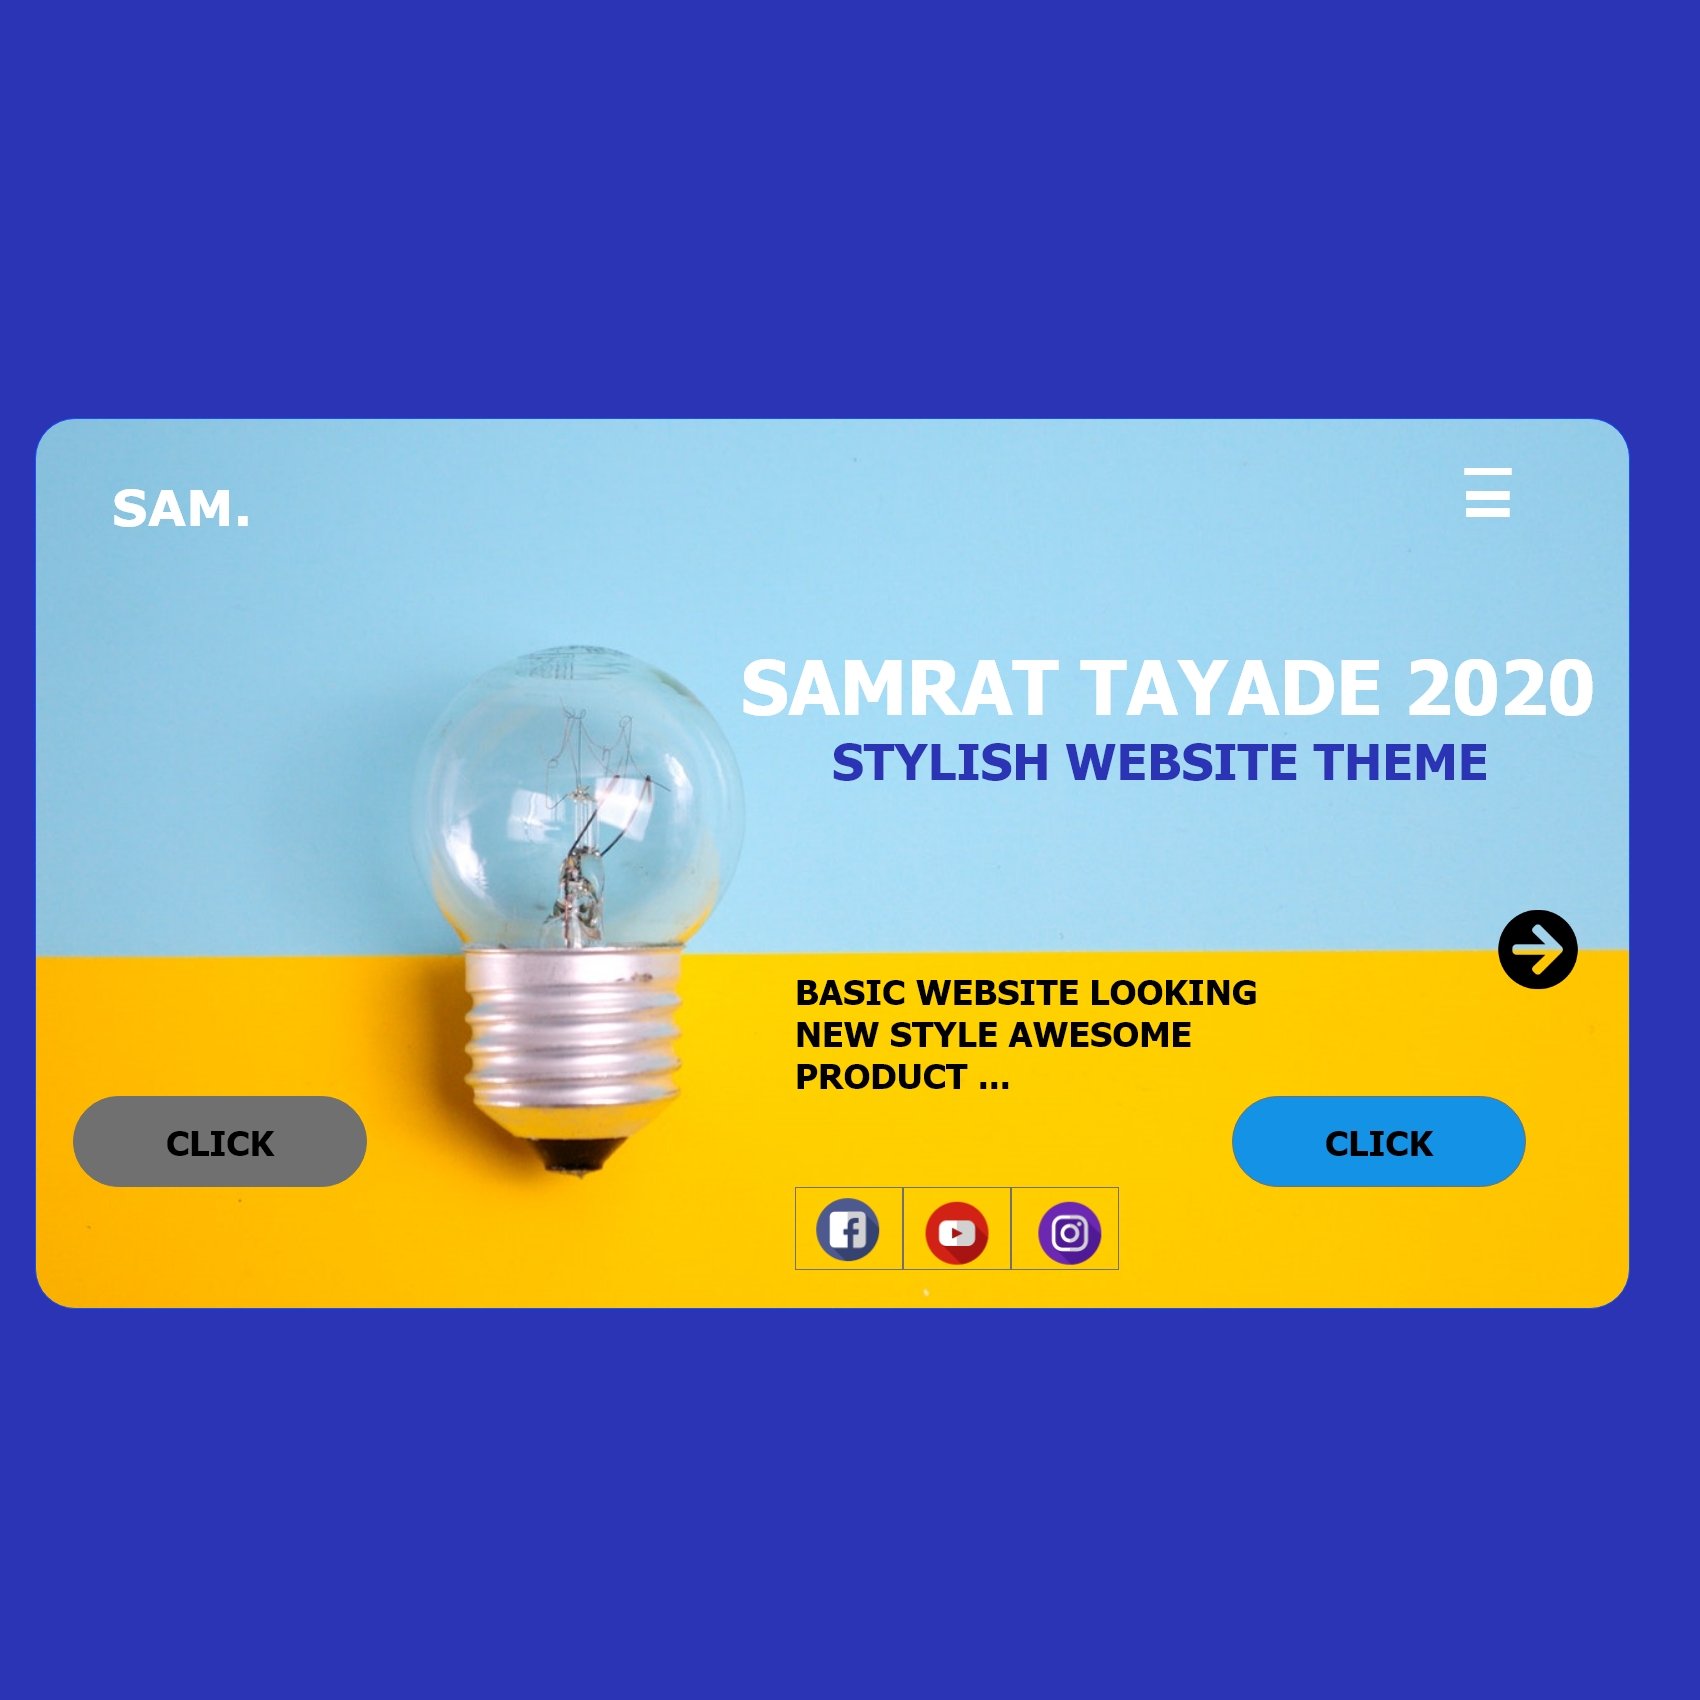 SAM.
SAMRAT TAYADE 2020
STYLISH WEBSITE THEME
BASIC WEBSITE LOOKING
NEW STYLE AWESOME
PRODUCT ...
CLICK
CLICK